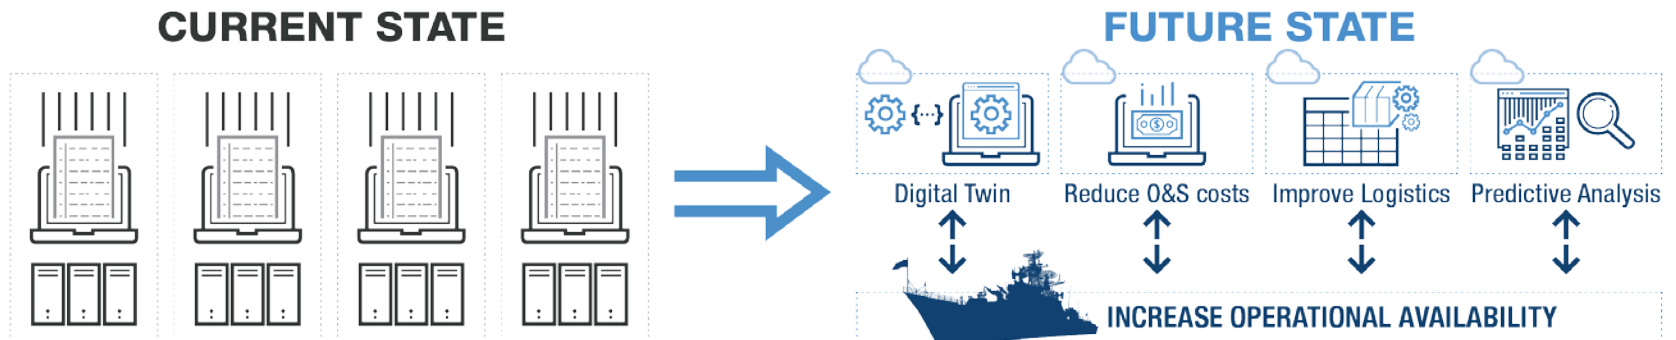 CURRENT STATE
FUTURE STATE
Digital Twin
Reduce O&S costs
Improve Logistics
Predictive Analysis
INCREASE OPERATIONAL AVAILABILITY